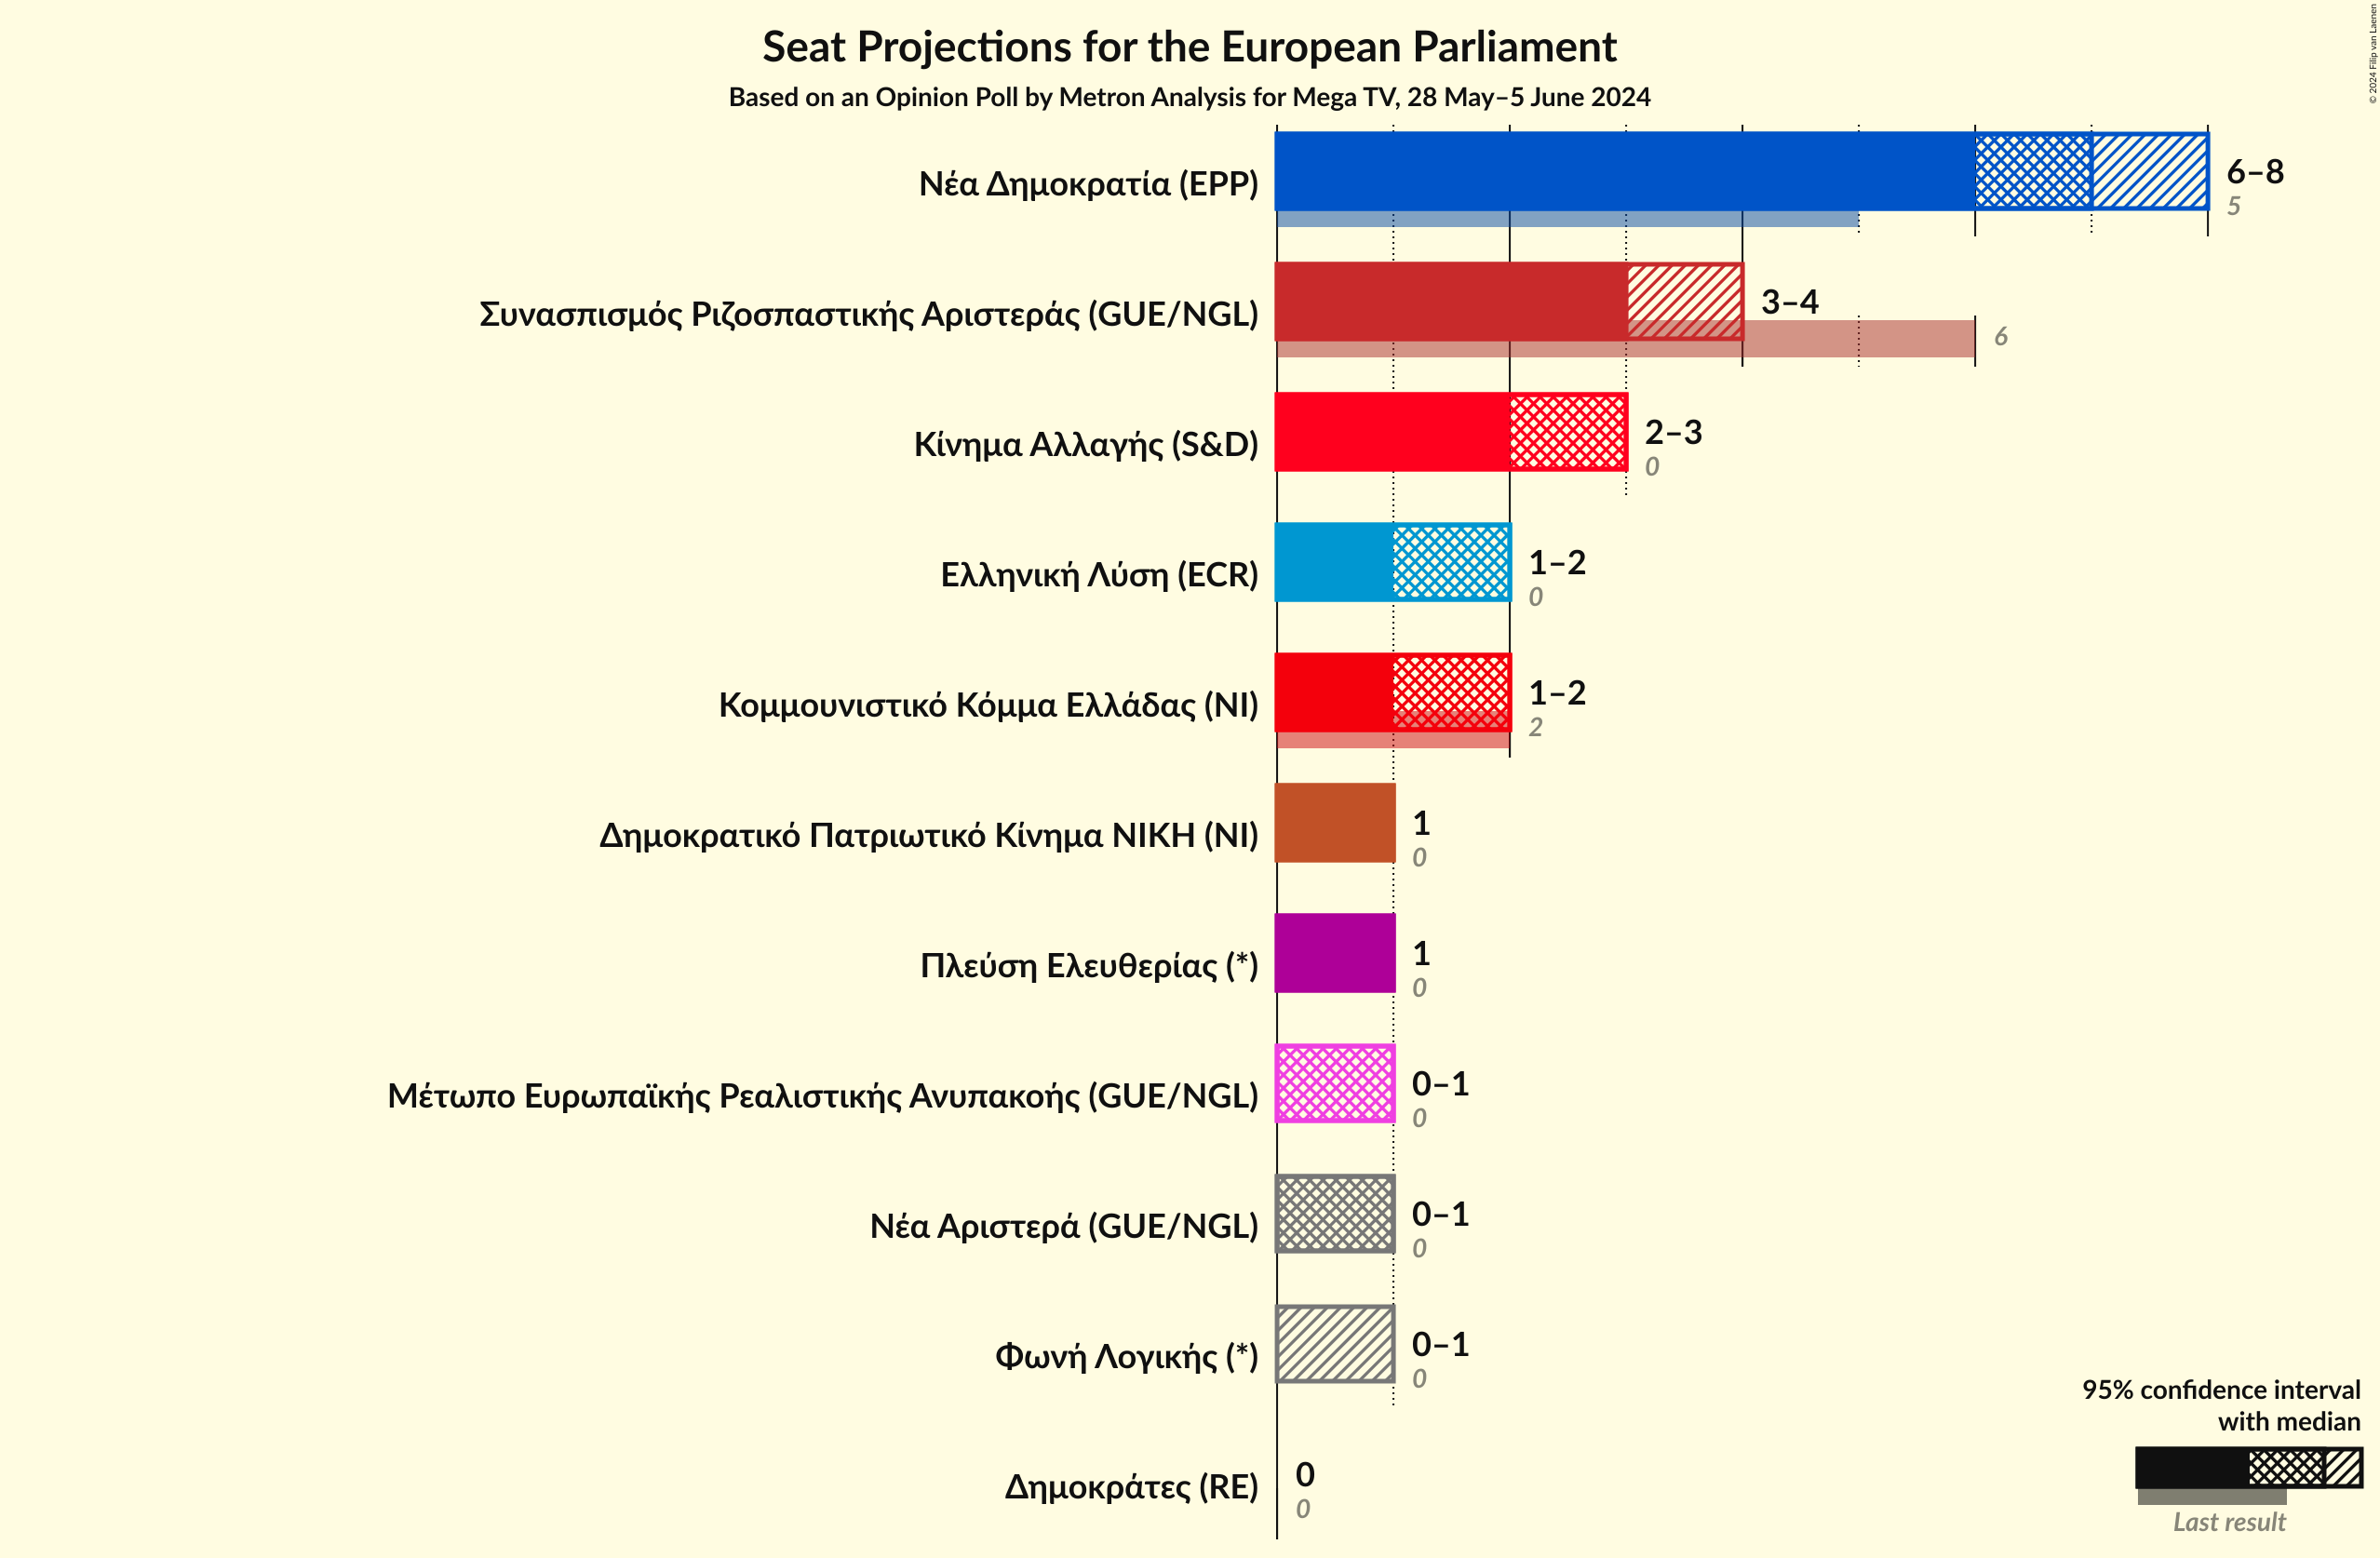 Seat Projections for the European Parliament
Based on an Opinion Poll by Metron Analysis for Mega TV, 28 May–5 June 2024
© 2024 Filip van Laenen
Νέα Δημοκρατία (EPP)
6–8
5
Συνασπισμός Ριζοσπαστικής Αριστεράς (GUE/NGL)
3–4
6
Κίνημα Αλλαγής (S&D)
2–3
0
Ελληνική Λύση (ECR)
1–2
0
Κομμουνιστικό Κόμμα Ελλάδας (NI)
1–2
2
Δημοκρατικό Πατριωτικό Κίνημα ΝΙΚΗ (NI)
1
0
Πλεύση Ελευθερίας (*)
1
0
Μέτωπο Ευρωπαϊκής Ρεαλιστικής Ανυπακοής (GUE/NGL)
0–1
0
Νέα Αριστερά (GUE/NGL)
0–1
0
Φωνή Λογικής (*)
0–1
0
Δημοκράτες (RE)
0
0
95% confidence interval
with median
Last result